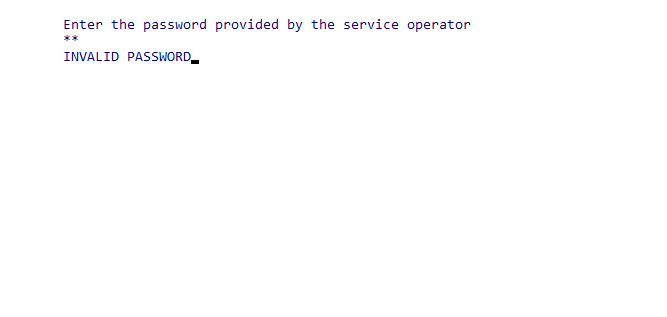 Enter the password provided by the service operator
**
INVALID PASSWORD